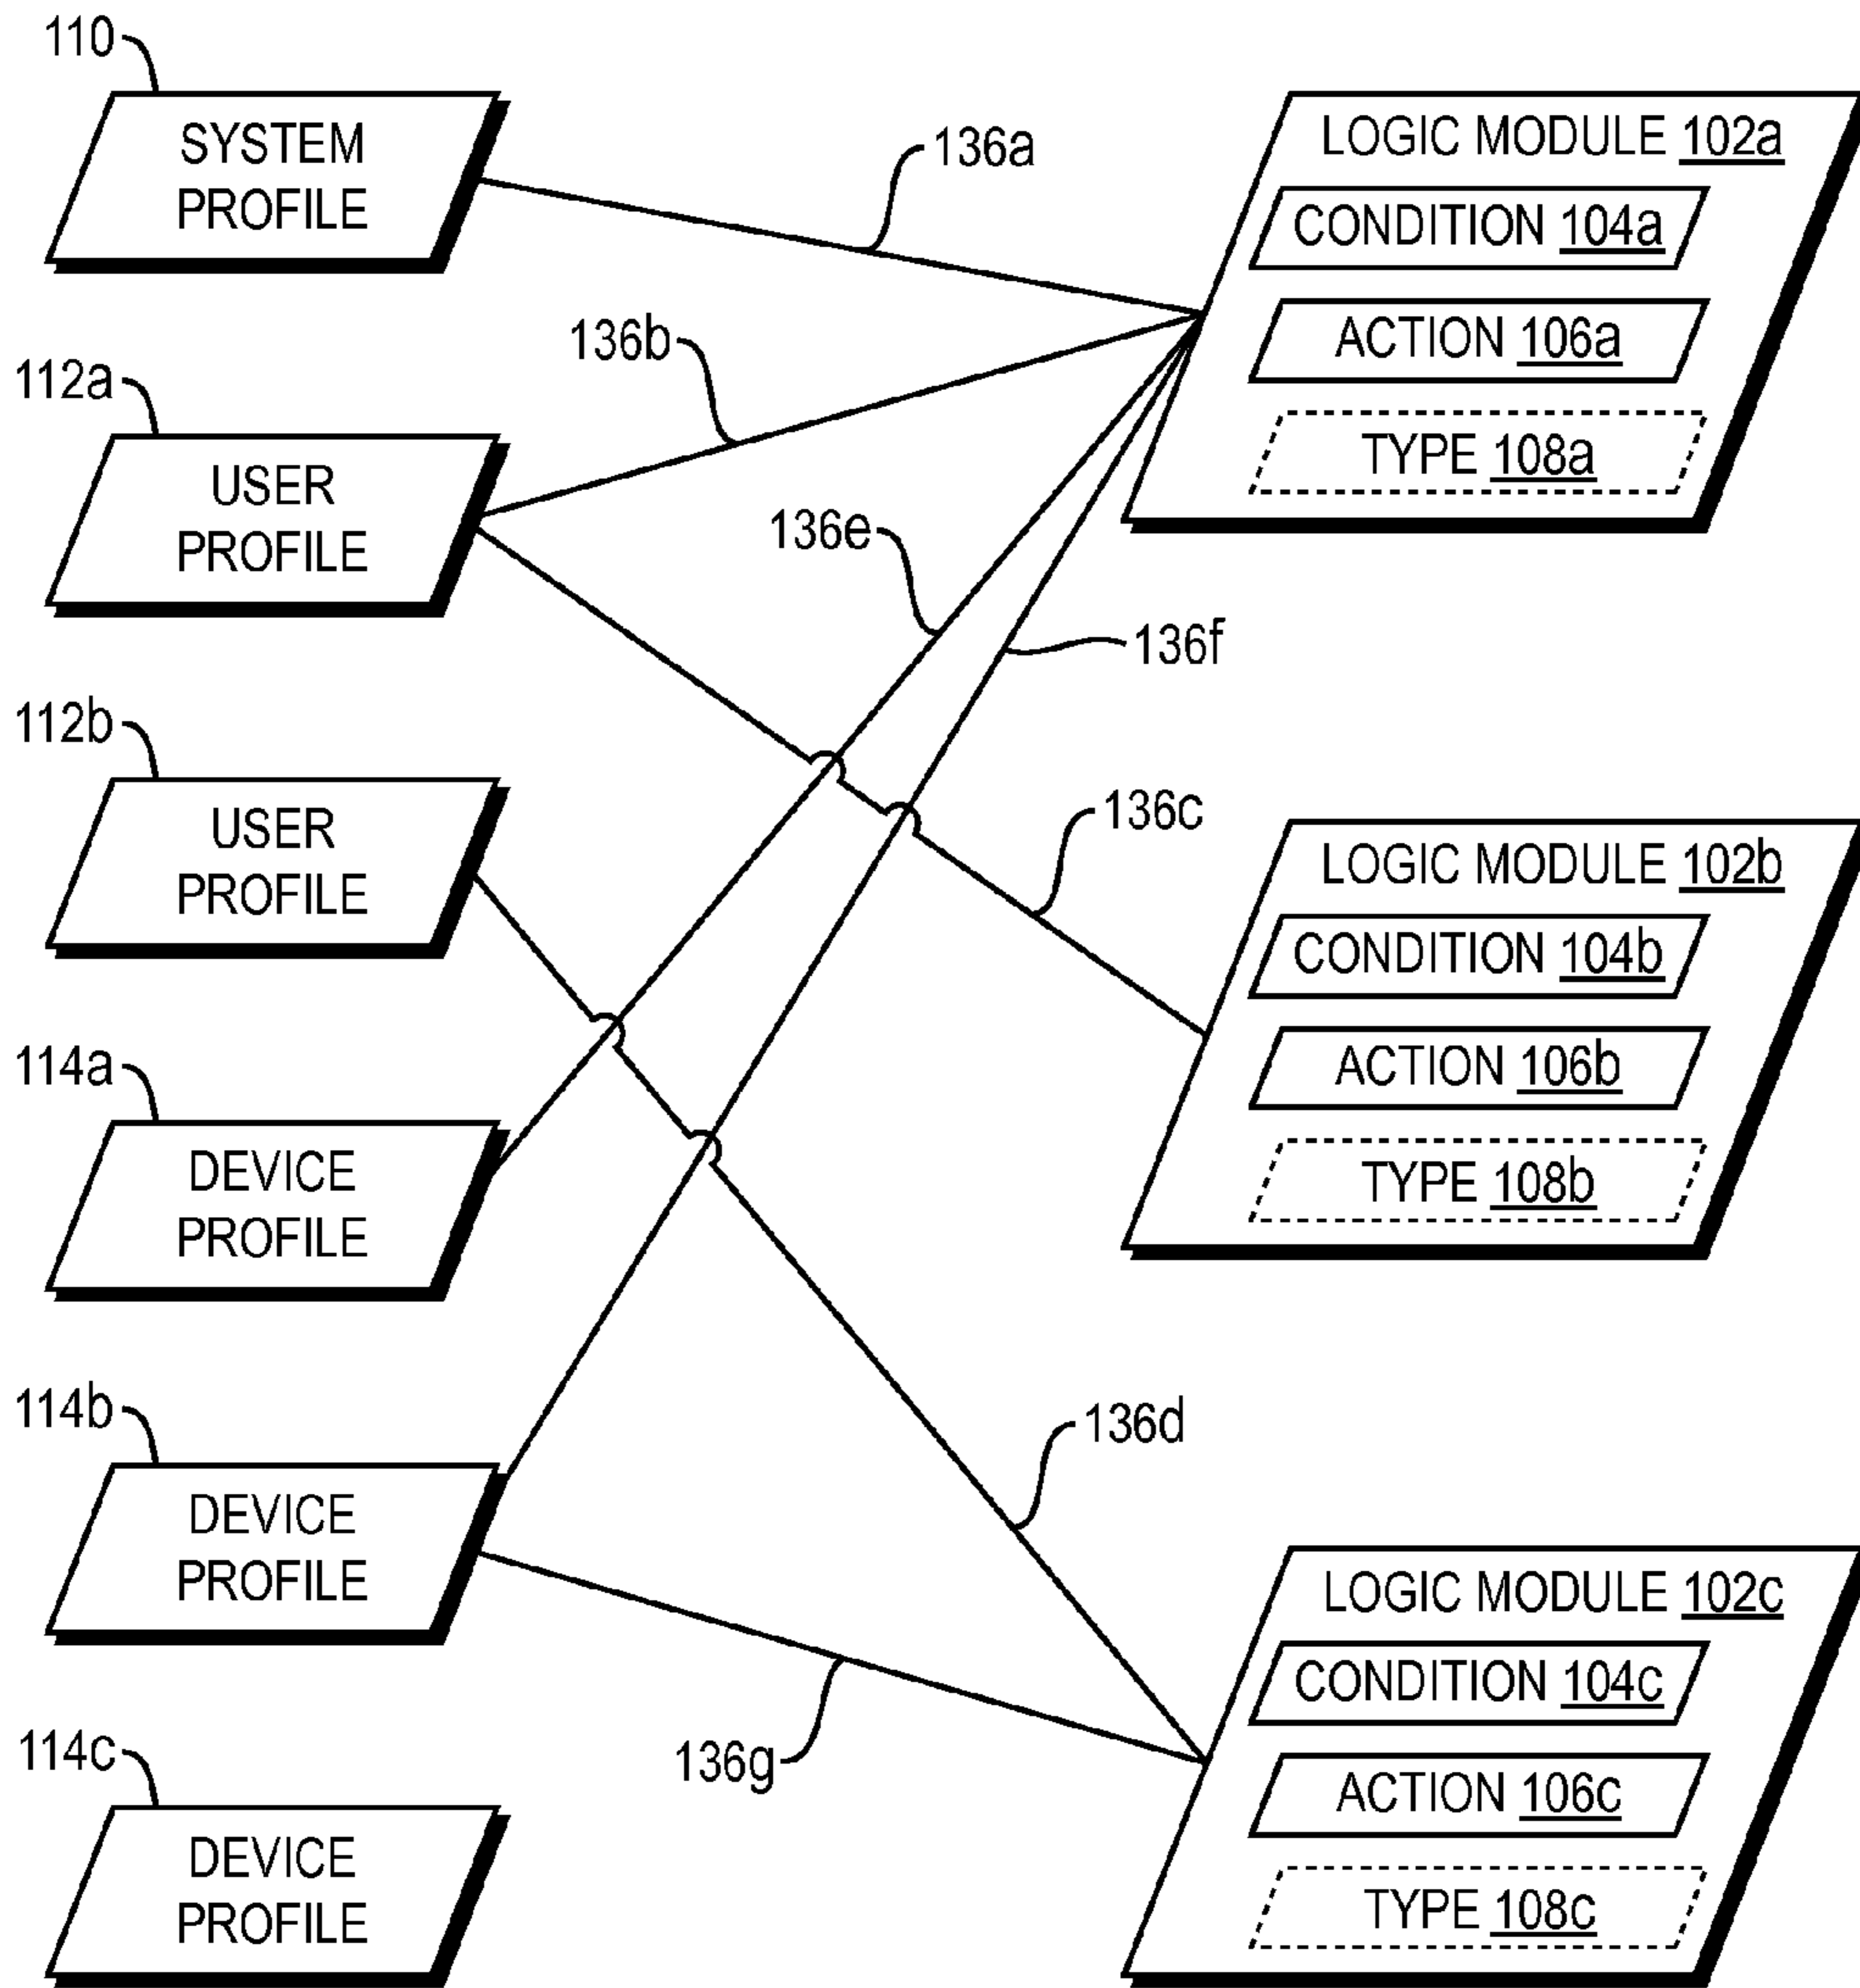 110
SYSTEM
PROFILE
136a
LOGIC MODULE 102a
CONDITION 104a
ACTION 106a
TYPE 108a
136b
112a
USER
PROFILE
136e
136f
112b
USER
PROFILE
136c
LOGIC MODULE 102b
CONDITION 104b
ACTION 106b
TYPE 108b
114a
DEVICE
PROFILE
114b
DEVICE
PROFILE
136d
LOGIC MODULE 102c
CONDITION 104c
ACTION 106c
TYPE 108c
136g
114c
DEVICE
PROFILE